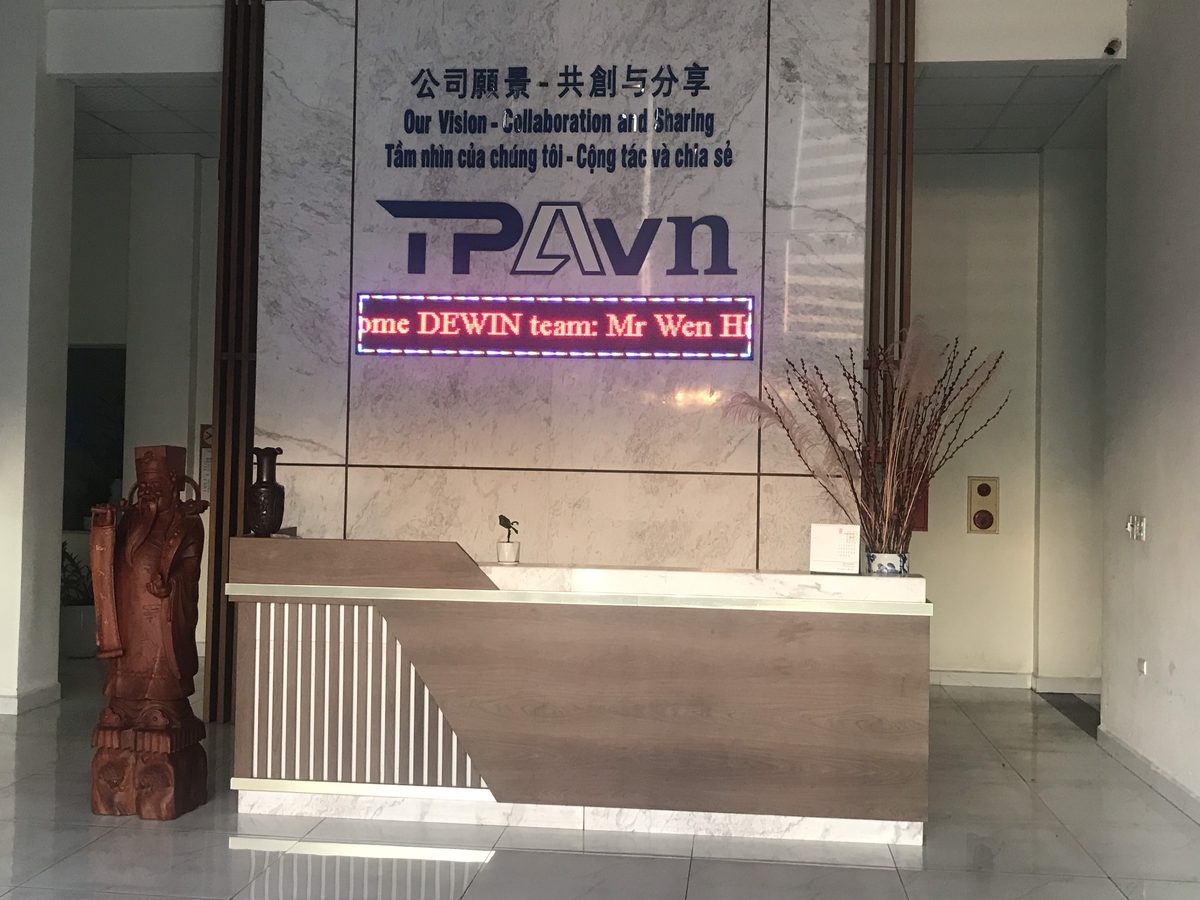 公司願景-共創与分享
Our Vision - Collaboration and Sharing
Tầm nhìn của chúng tôi - Cộng tác và chia sẻ
TPAvn
ome DEWIN team: Mr Wen H